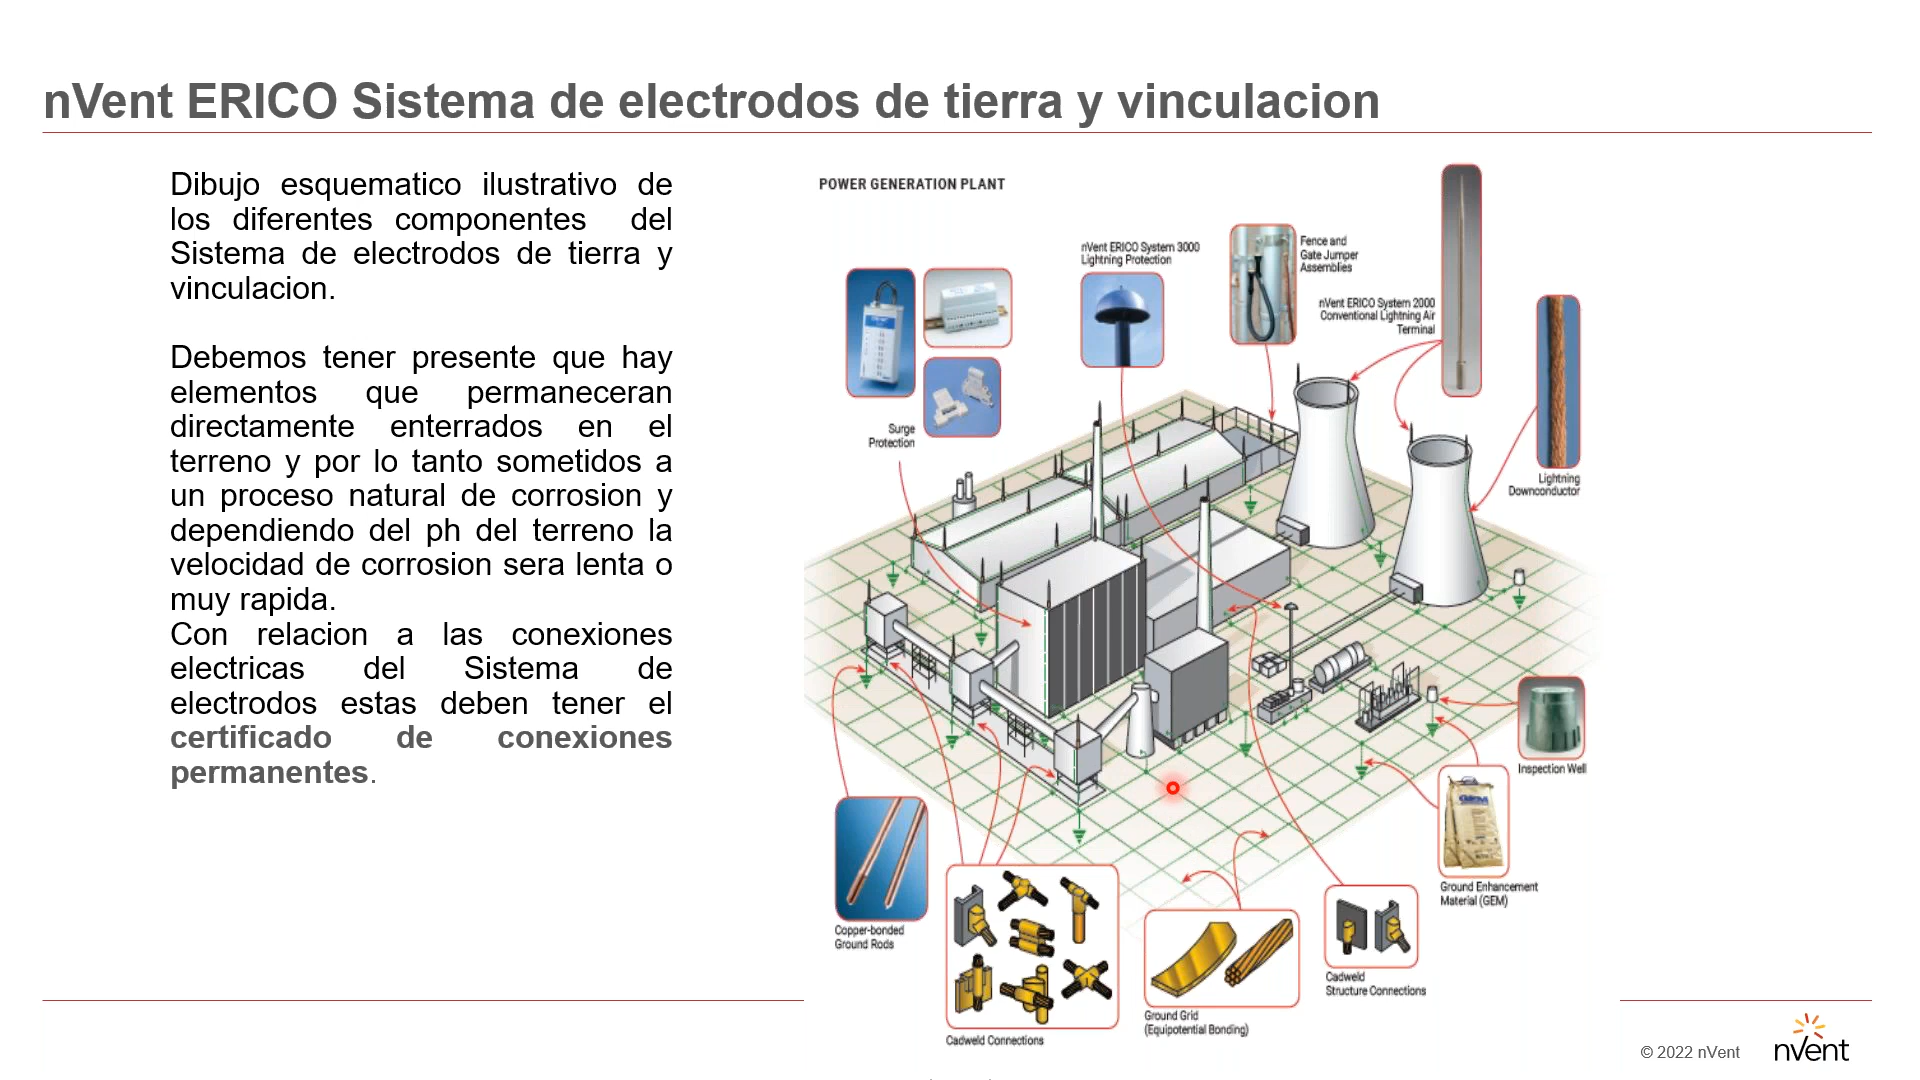 nVent ERICO Sistema de electrodos de tierra y vinculacion
Dibujo esquematico ilustrativo de
los diferentes componentes del
Sistema de electrodos de tierra y
vinculacion.
Debemos tener presente que hay
elementos que permaneceran
directamente enterrados en el
terreno y por lo tanto sometidos a
un proceso natural de corrosion y
dependiendo del ph del terreno la
velocidad de corrosion sera lenta o
muy rapida.
Con relacion a las conexiones
electricas del Sistema de
electrodos estas deben tener el
certificado de conexiones
permanentes.
POWER GENERATION PLANT
nVent ERICO System 3000
Lightning Protection
Fence and
Gate Jumper
Assemblies
nVent ERICO System 2000
Conventional Lightning Air
Terminal
Surge
Protection
Lightning
Downconductor
Inspection Well
GEM
Ground Enhancement
Material (GEM)
Copper-bonded
Ground Rods
Cadweld
Structure Connections
Ground Grid
(Equipotential Bonding)
Cadweld Connections
© 2022 nVent
nVent